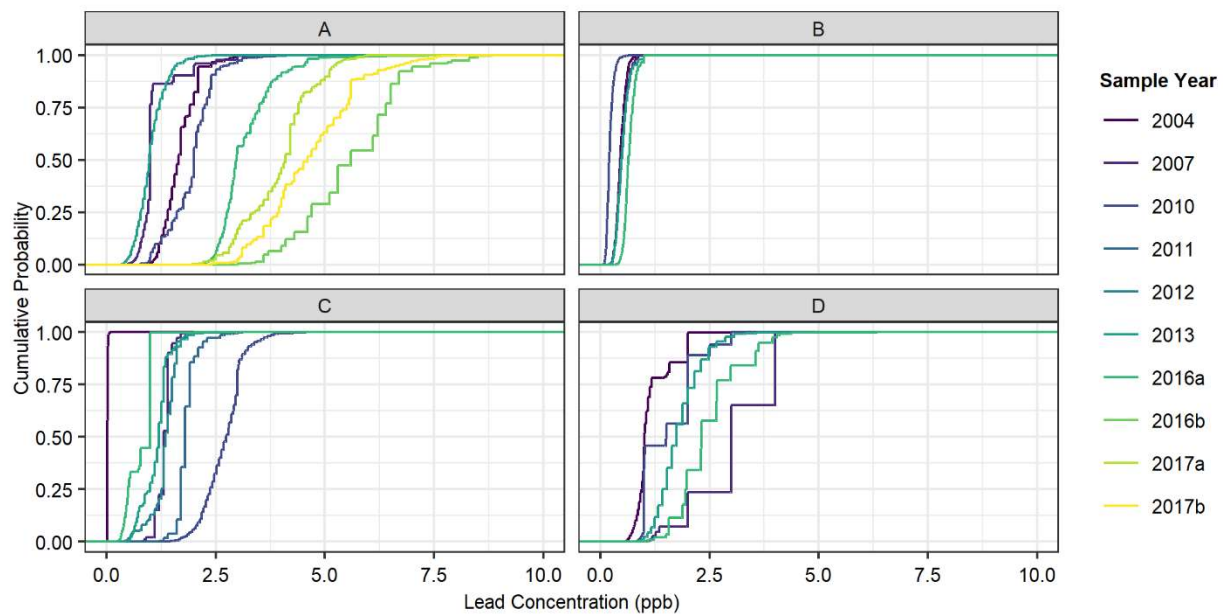 A
B
1.00
0.75
0.50
0.25
0.00
C
D
1.00
0.75
0.50
0.25
0.00
0.0 2.5 5.0 7.5 10.0 0.0 2.5 5.0 7.5 10.0
Lead Concentration (ppb)
Cumulative Probability
Sample Year
2004
2007
2010
2011
2012
2013
2016a
2016b
2017a
2017b